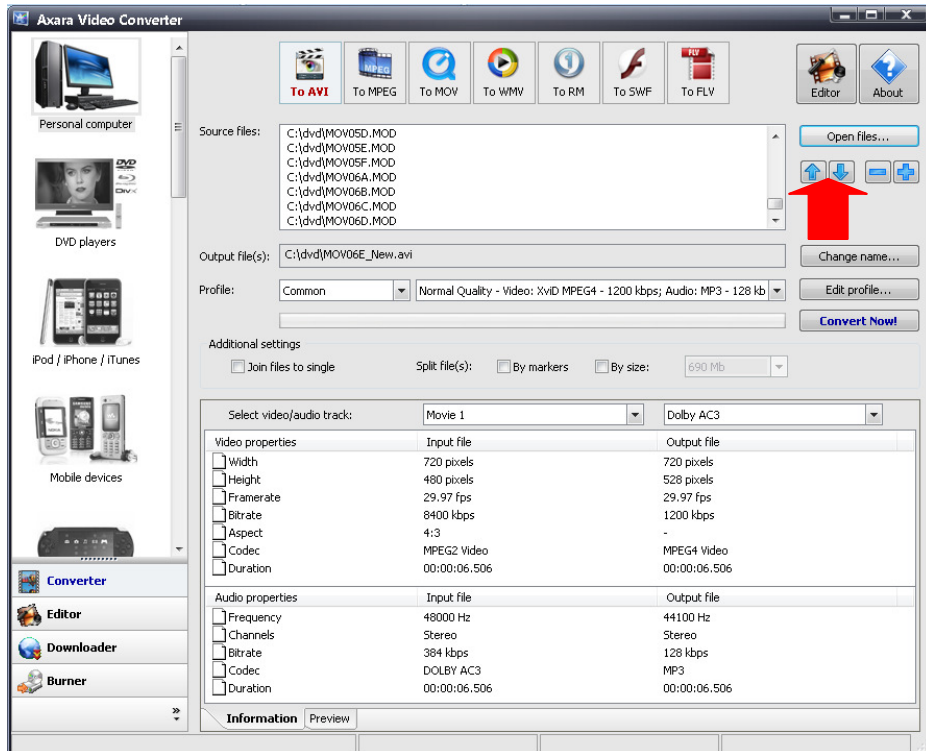 Axara Video Converter
Personal computer
DVD players
iPod / iPhone / iTunes
Mobile devices
Converter
Editor
Downloader
Burner
To AVI
MPEG
To MPEG
To MOV
To WMV
1
To RM
To SWF
FLV
To FLV
Editor
?
About
Source files:
C:\dvd\MOV05D.MOD
C:\dvd\MOV05E.MOD
C:\dvd\MOV05F.MOD
C:\dvd\MOV06A.MOD
C:\dvd\MOV06B.MOD
C:\dvd\MOV06C.MOD
C:\dvd\MOV06D.MOD
Open files...
Output file(s): C:\dvd\MOV06E_New.avi
Change name...
Profile: Common Normal Quality - Video: XviD MPEG4 - 1200 kbps; Audio: MP3 - 128 kb
Edit profile...
Convert Now!
Additional settings
Join files to single Split file(s): By markers By size: 690 Mb
Select video/audio track: Movie 1 Dolby AC3
Video properties Input file Output file
Width 720 pixels 720 pixels
Height 480 pixels 528 pixels
Framerate 29.97 fps 29.97 fps
Bitrate 8400 kbps 1200 kbps
Aspect 4:3 -
Codec MPEG2 Video MPEG4 Video
Duration 00:00:06.506 00:00:06.506
Audio properties Input file Output file
Frequency 48000 Hz 44100 Hz
Channels Stereo Stereo
Bitrate 384 kbps 128 kbps
Codec DOLBY AC3 MP3
Duration 00:00:06.506 00:00:06.506
Information Preview